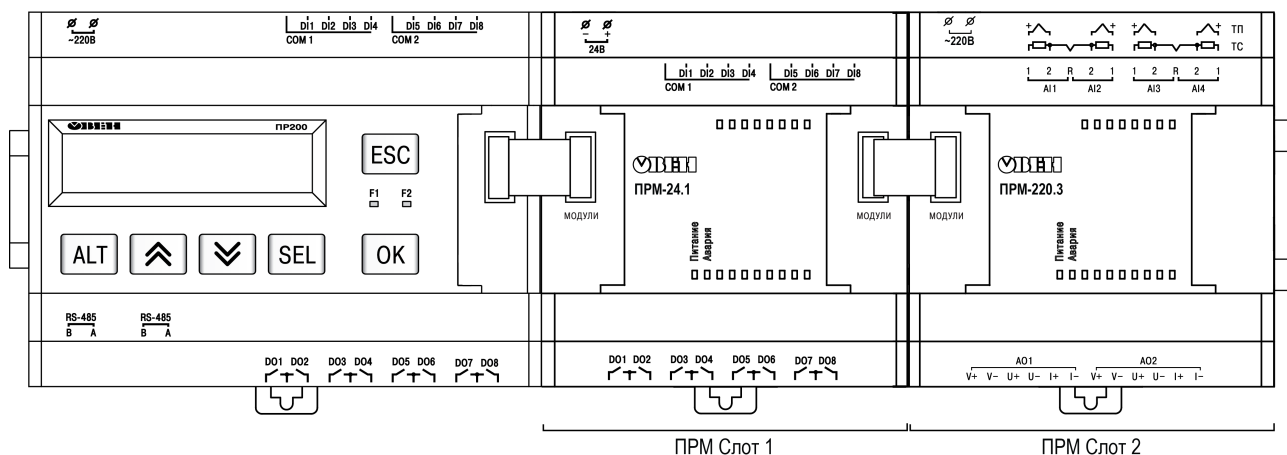 ~220В
DI1 DI2 DI3 DI4
COM 1
DI5 DI6 DI7 DI8
COM 2
− +
24В
DI1 DI2 DI3 DI4
COM 1
DI5 DI6 DI7 DI8
COM 2
~220В
+ + + +
ТП
ТС
1 2 R 2 1 1 2 R 2 1
AI1 AI2 AI3 AI4
ОВЕН
ПР200
ESC
F1 F2
ALT
SEL
OK
МОДУЛИ
ОВЕН
ПРМ-24.1
Питание
Авария
МОДУЛИ
МОДУЛИ
ОВЕН
ПРМ-220.3
Питание
Авария
RS-485
B A
RS-485
B A
DO1 DO2 DO3 DO4 DO5 DO6 DO7 DO8
DO1 DO2 DO3 DO4 DO5 DO6 DO7 DO8
AO1 AO2
V+ V− U+ U− I+ I− V+ V− U+ U− I+ I−
ПРМ Слот 1
ПРМ Слот 2